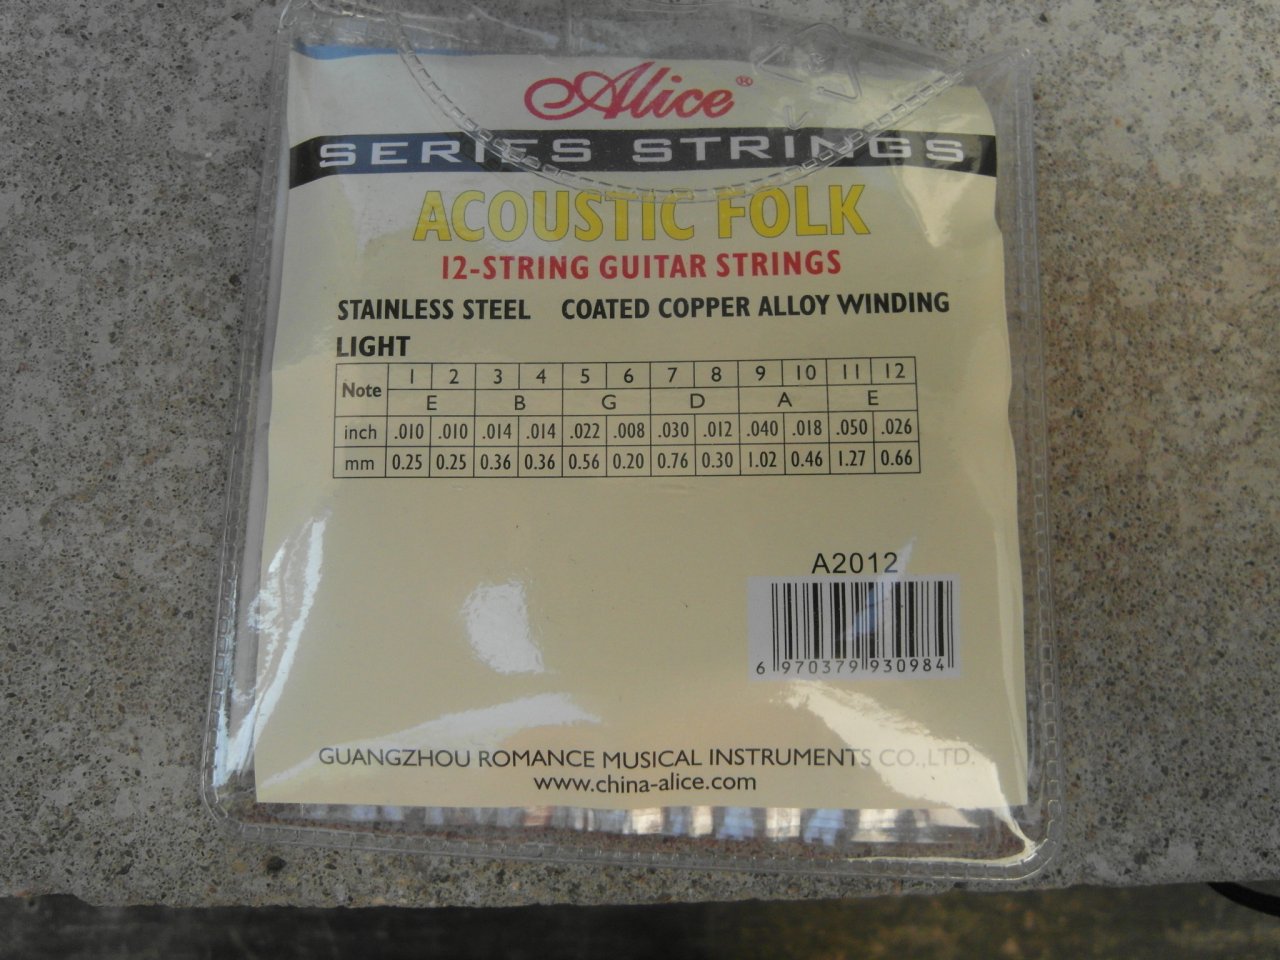 Alice®
SERIES STRINGS
ACOUSTIC FOLK
12-STRING GUITAR STRINGS
STAINLESS STEEL COATED COPPER ALLOY WINDING
LIGHT
Note 1 2 3 4 5 6 7 8 9 10 11 12
E B G D A E
inch .010 .010 .014 .014 .022 .008 .030 .012 .040 .018 .050 .026
mm 0.25 0.25 0.36 0.36 0.56 0.20 0.76 0.30 1.02 0.46 1.27 0.66
A2012
6 970379 930984
GUANGZHOU ROMANCE MUSICAL INSTRUMENTS CO.,LTD.
www.china-alice.com